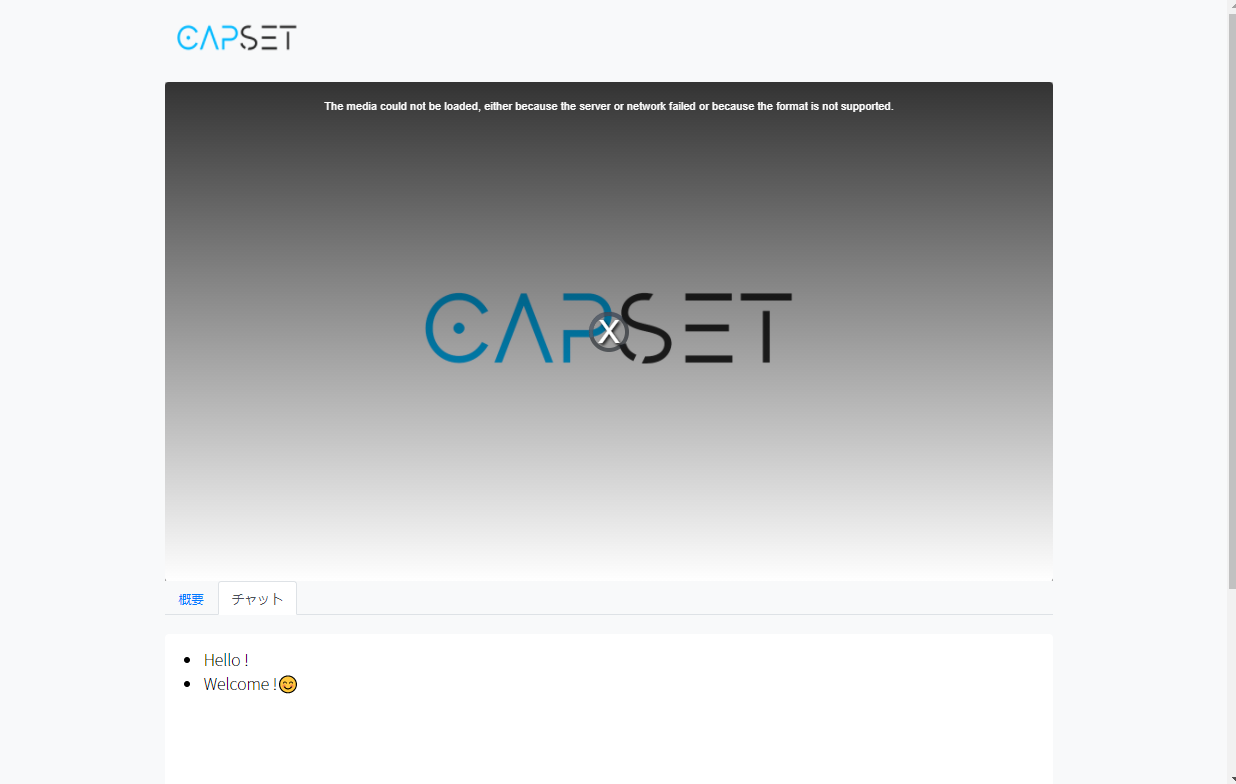 CAPSET
The media could not be loaded, either because the server or network failed or because the format is not supported.
CAPSET
X
概要
チャット
Hello !
Welcome !😊